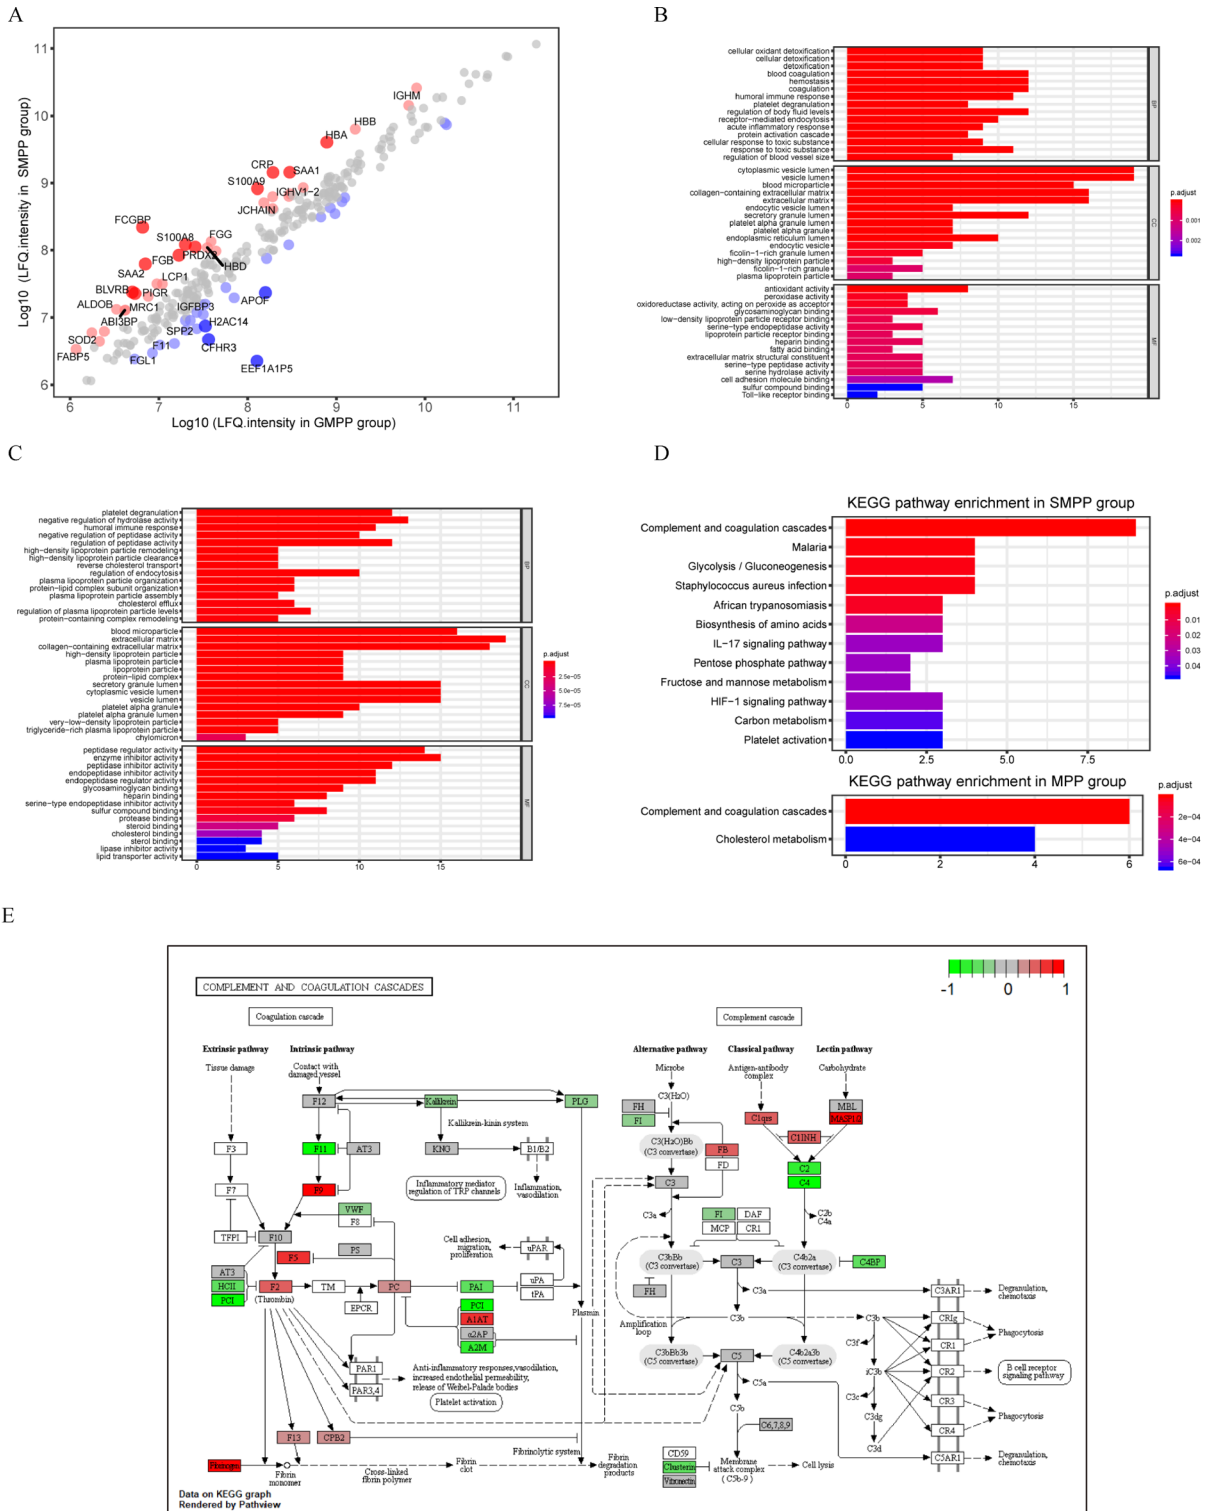 A
Log10 (LFQ.intensity in SMPP group)
11
10
9
8
7
6
IGHM
HBB
HBA
CRP
SAA1
S100A9
IGHV1−2
JCHAIN
FCGBP
S100A8
FGG
FGB
PRDX2
HBD
SAA2
LCP1
BLVRB
PIGR
APOF
ALDOB
MRC1
IGFBP3
ABI3BP
H2AC14
SPP2
SOD2
F11
CFHR3
FABP5
FGL1
EEF1A1P5
6
7
8
9
10
11
Log10 (LFQ.intensity in GMPP group)
B
cellular oxidant detoxification
cellular detoxification
detoxification
blood coagulation
hemostasis
coagulation
humoral immune response
platelet degranulation
regulation of body fluid levels
receptor−mediated endocytosis
acute inflammatory response
protein activation cascade
cellular response to toxic substance
response to toxic substance
regulation of blood vessel size
BP
cytoplasmic vesicle lumen
vesicle lumen
blood microparticle
collagen−containing extracellular matrix
extracellular matrix
endocytic vesicle lumen
secretory granule lumen
platelet alpha granule lumen
platelet alpha granule
endoplasmic reticulum lumen
endocytic vesicle
ficolin−1−rich granule lumen
high−density lipoprotein particle
ficolin−1−rich granule
plasma lipoprotein particle
CC
antioxidant activity
peroxidase activity
oxidoreductase activity, acting on peroxide as acceptor
glycosaminoglycan binding
low−density lipoprotein particle receptor binding
serine−type endopeptidase activity
lipoprotein particle receptor binding
heparin binding
fatty acid binding
extracellular matrix structural constituent
serine−type peptidase activity
serine hydrolase activity
cell adhesion molecule binding
sulfur compound binding
Toll−like receptor binding
MF
0
5
10
15
p.adjust
0.001
0.002
C
platelet degranulation
negative regulation of hydrolase activity
humoral immune response
negative regulation of peptidase activity
regulation of peptidase activity
high−density lipoprotein particle remodeling
high−density lipoprotein particle clearance
reverse cholesterol transport
regulation of endocytosis
plasma lipoprotein particle organization
protein−lipid complex subunit organization
plasma lipoprotein particle assembly
cholesterol efflux
regulation of plasma lipoprotein particle levels
protein−containing complex remodeling
BP
blood microparticle
extracellular matrix
collagen−containing extracellular matrix
high−density lipoprotein particle
plasma lipoprotein particle
lipoprotein particle
protein−lipid complex
secretory granule lumen
cytoplasmic vesicle lumen
vesicle lumen
platelet alpha granule
platelet alpha granule lumen
very−low−density lipoprotein particle
triglyceride−rich plasma lipoprotein particle
chylomicron
CC
peptidase regulator activity
enzyme inhibitor activity
peptidase inhibitor activity
endopeptidase inhibitor activity
endopeptidase regulator activity
glycosaminoglycan binding
heparin binding
serine−type endopeptidase inhibitor activity
sulfur compound binding
protease binding
steroid binding
cholesterol binding
sterol binding
lipase inhibitor activity
lipid transporter activity
MF
0
5
10
15
p.adjust
2.5e−05
5.0e−05
7.5e−05
D
KEGG pathway enrichment in SMPP group
Complement and coagulation cascades
Malaria
Glycolysis / Gluconeogenesis
Staphylococcus aureus infection
African trypanosomiasis
Biosynthesis of amino acids
IL−17 signaling pathway
Pentose phosphate pathway
Fructose and mannose metabolism
HIF−1 signaling pathway
Carbon metabolism
Platelet activation
0.0
2.5
5.0
7.5
p.adjust
0.01
0.02
0.03
0.04
KEGG pathway enrichment in MPP group
Complement and coagulation cascades
Cholesterol metabolism
0
2
4
6
p.adjust
2e−04
4e−04
6e−04
E
-1
0
1
COMPLEMENT AND COAGULATION CASCADES
Coagulation cascade
Complement cascade
Extrinsic pathway
Intrinsic pathway
Alternative pathway
Classical pathway
Lectin pathway
Tissue damage
Contact with
damaged vessel
Microbe
Antigen-antibody
complex
Carbohydrate
F12
Kallikrein
PLG
C3(H2O)
FH
FI
C1qrs
MBL
MASP1/2
Kallikrein-kinin system
C1INH
F3
F11
AT3
KNG
B1/B2
C3(H2O)Bb
(C3 convertase)
FB
FD
C2
C4
F7
F9
Inflammatory mediator
regulation of TRP channels
Inflammation,
vasodilation
C3
VWF
F8
C3a
FI
DAF
MCP
CR1
C2b
C4a
TFPI
F10
PS
Cell adhesion,
migration,
proliferation
uPAR
C3bBb
(C3 convertase)
C3
C4b2a
(C3 convertase)
C4BP
F5
AT3
HCII
PCI
F2
(Thrombin)
TM
PC
PAI
uPA
tPA
FH
C3a
C3AR1
Degranulation,
chemotaxis
EPCR
PCI
A1AT
α2AP
A2M
Plasmin
Amplification
loop
C3b
C3b
CRIg
Phagocytosis
C3f
CR1
C3bBb3b
(C5 convertase)
C5
C4b2a3b
(C5 convertase)
iC3b
CR2
B cell receptor
signaling pathway
PAR1
PAR3,4
Anti-inflammatory responses,vasodilation,
increased endothelial permeability,
release of Weibel-Palade bodies
Platelet activation
C5a
C3c
C3dg
CR3
Phagocytosis
C5b
C6,7,8,9
C3d
CR4
F13
CPB2
Fibrinolytic system
CD59
Clusterin
Vitronectin
Membrane
attack complex
(C5b-9)
Cell lysis
C5AR1
Degranulation,
chemotaxis
Fibrinogen
Fibrin
monomer
Cross-linked
fibrin polymer
Fibrin
clot
Fibrin
degradation
products
Data on KEGG graph
Rendered by Pathview